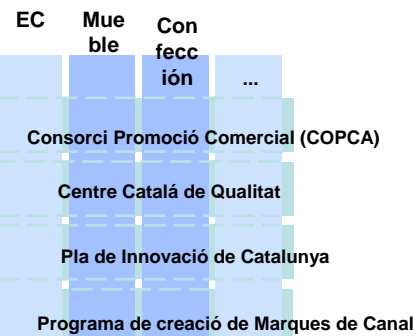 EC
Mue
ble
Con
fecc
ión
...
Consorci Promoció Comercial (COPCA)
Centre Catalá de Qualitat
Pla de Innovació de Catalunya
Programa de creació de Marques de Canal